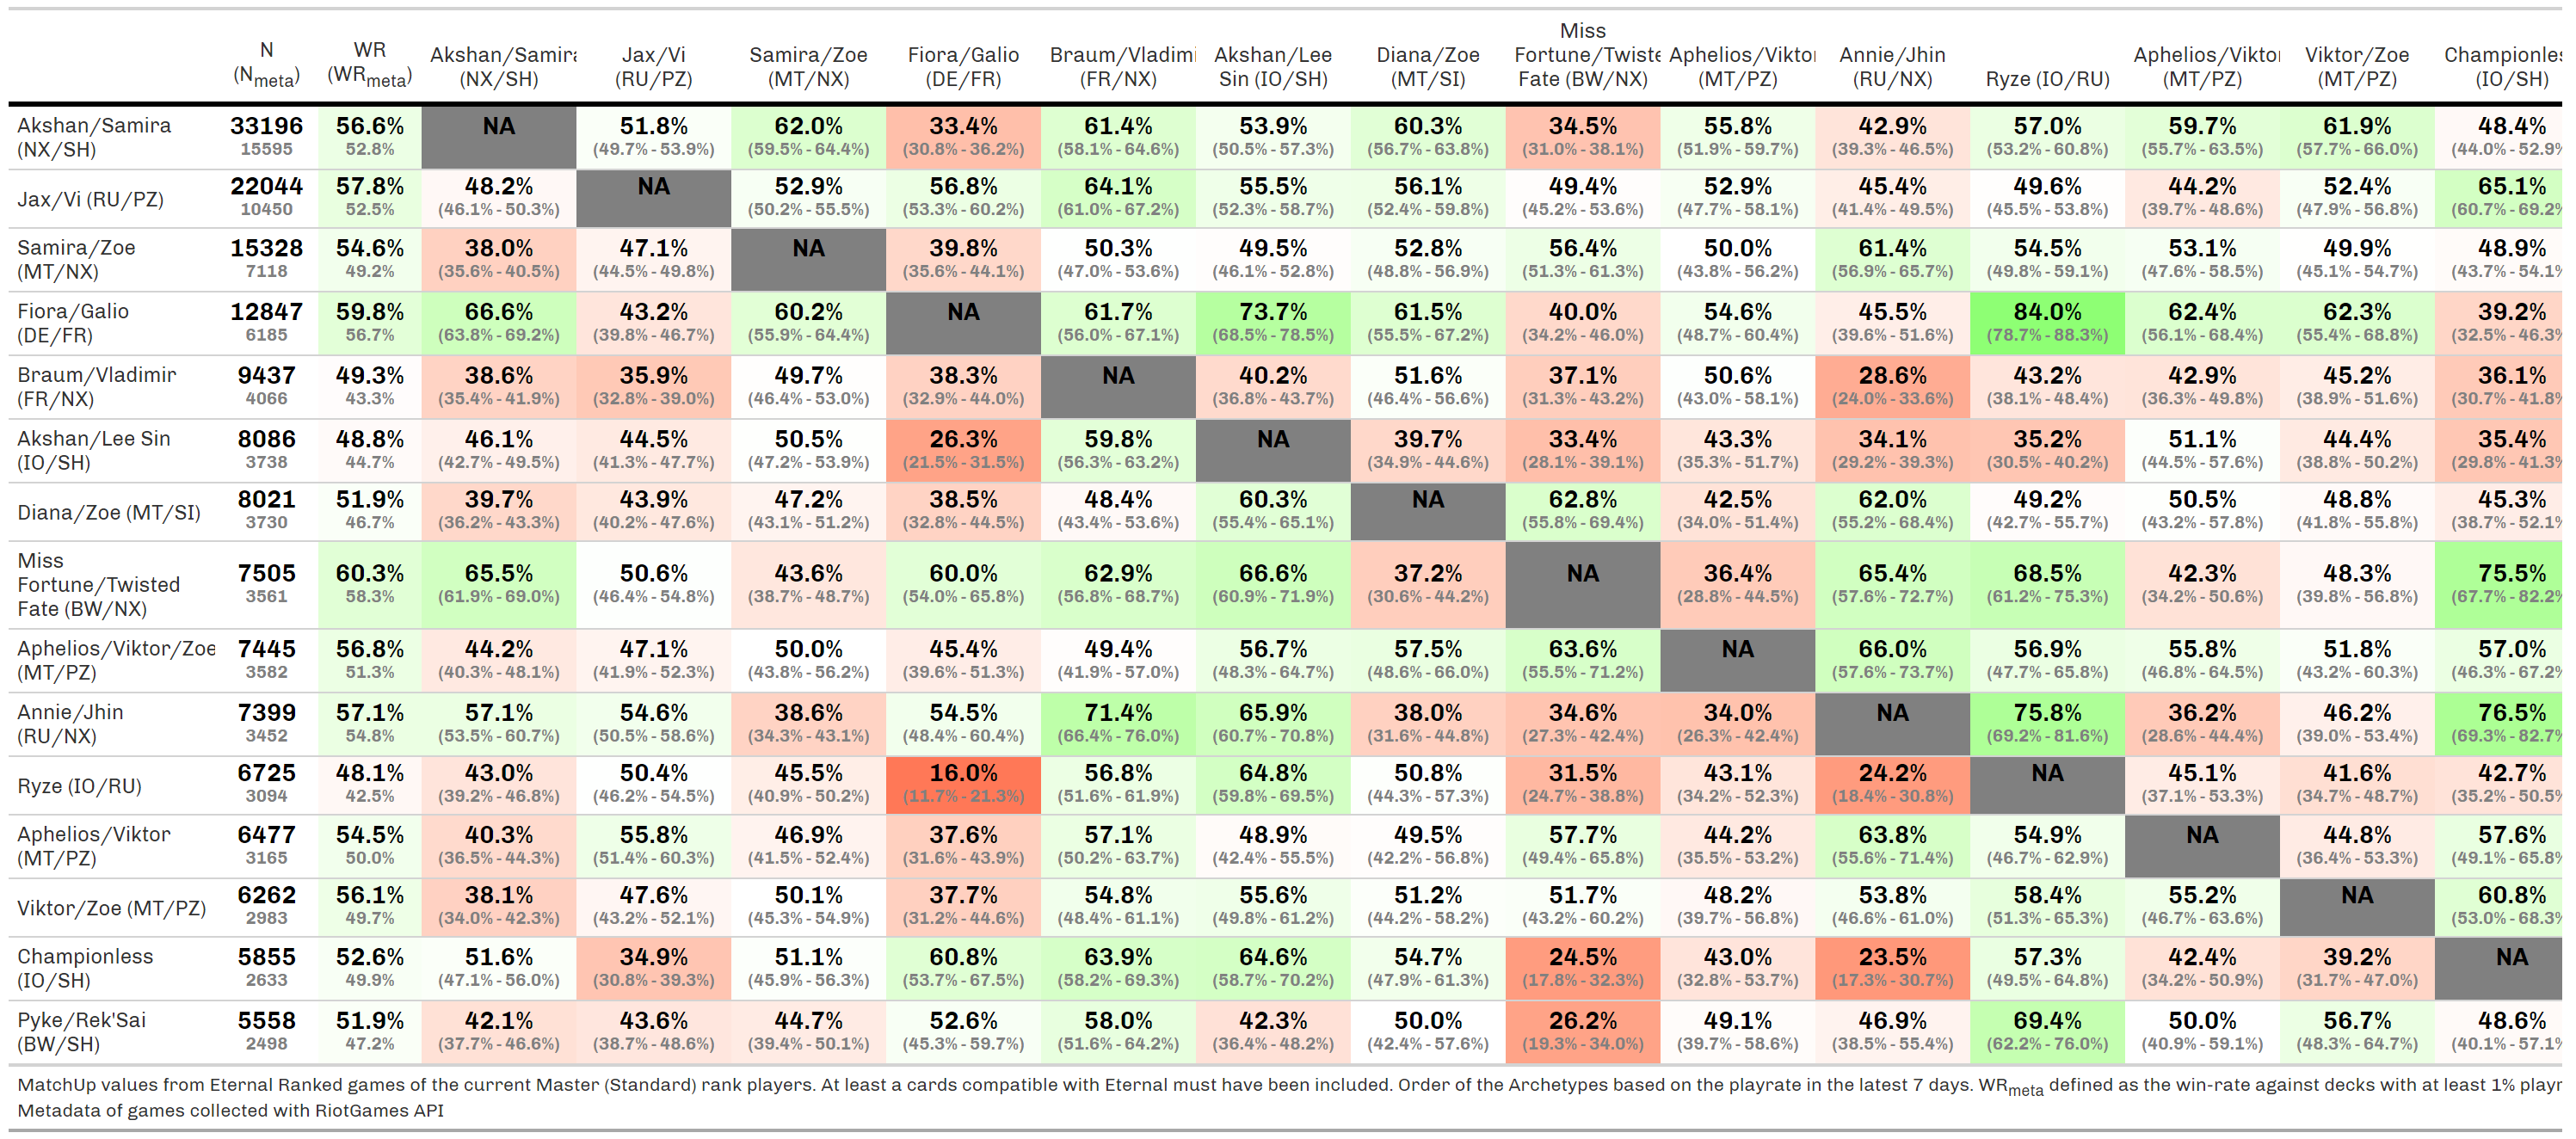 N (Nmeta) WR (WRmeta) Akshan/Samira (NX/SH) Jax/Vi (RU/PZ) Samira/Zoe (MT/NX) Fiora/Galio (DE/FR) Braum/Vladimi (FR/NX) Akshan/Lee Sin (IO/SH) Diana/Zoe (MT/SI) Miss Fortune/Twiste Fate (BW/NX) Aphelios/Viktor (MT/PZ) Annie/Jhin (RU/NX) Ryze (IO/RU) Aphelios/Viktor (MT/PZ) Viktor/Zoe (MT/PZ) Championles (IO/SH)
Akshan/Samira 33196 56.6% NA 51.8% 62.0% 33.4% 61.4% 53.9% 60.3% 34.5% 55.8% 42.9% 57.0% 59.7% 61.9% 48.4%
(NX/SH) 15595 52.8% (49.7% - 53.9%) (59.5% - 64.4%) (30.8% - 36.2%) (58.1% - 64.6%) (50.5% - 57.3%) (56.7% - 63.8%) (31.0% - 38.1%) (51.9% - 59.7%) (39.3% - 46.5%) (53.2% - 60.8%) (55.7% - 63.5%) (57.7% - 66.0%) (44.0% - 52.9%
Jax/Vi (RU/PZ) 22044 57.8% 48.2% NA 52.9% 56.8% 64.1% 55.5% 56.1% 49.4% 52.9% 45.4% 49.6% 44.2% 52.4% 65.1%
10450 52.5% (46.1% - 50.3%) (50.2% - 55.5%) (53.3% - 60.2%) (61.0% - 67.2%) (52.3% - 58.7%) (52.4% - 59.8%) (45.2% - 53.6%) (47.7% - 58.1%) (41.4% - 49.5%) (45.5% - 53.8%) (39.7% - 48.6%) (47.9% - 56.8%) (60.7% - 69.2%
Samira/Zoe 15328 54.6% 38.0% 47.1% NA 39.8% 50.3% 49.5% 52.8% 56.4% 50.0% 61.4% 54.5% 53.1% 49.9% 48.9%
(MT/NX) 7118 49.2% (35.6% - 40.5%) (44.5% - 49.8%) (35.6% - 44.1%) (47.0% - 53.6%) (46.1% - 52.8%) (48.8% - 56.9%) (51.3% - 61.3%) (43.8% - 56.2%) (56.9% - 65.7%) (49.8% - 59.1%) (47.6% - 58.5%) (45.1% - 54.7%) (43.7% - 54.1%
Fiora/Galio 12847 59.8% 66.6% 43.2% 60.2% NA 61.7% 73.7% 61.5% 40.0% 54.6% 45.5% 84.0% 62.4% 62.3% 39.2%
(DE/FR) 6185 56.7% (63.8% - 69.2%) (39.8% - 46.7%) (55.9% - 64.4%) (56.0% - 67.1%) (68.5% - 78.5%) (55.5% - 67.2%) (34.2% - 46.0%) (48.7% - 60.4%) (39.6% - 51.6%) (78.7% - 88.3%) (56.1% - 68.4%) (55.4% - 68.8%) (32.5% - 46.3%
Braum/Vladimir 9437 49.3% 38.6% 35.9% 49.7% 38.3% NA 40.2% 51.6% 37.1% 50.6% 28.6% 43.2% 42.9% 45.2% 36.1%
(FR/NX) 4066 43.3% (35.4% - 41.9%) (32.8% - 39.0%) (46.4% - 53.0%) (32.9% - 44.0%) (36.8% - 43.7%) (46.4% - 56.6%) (31.3% - 43.2%) (43.0% - 58.1%) (24.0% - 33.6%) (38.1% - 48.4%) (36.3% - 49.8%) (38.9% - 51.6%) (30.7% - 41.8%
Akshan/Lee Sin 8086 48.8% 46.1% 44.5% 50.5% 26.3% 59.8% NA 39.7% 33.4% 43.3% 34.1% 35.2% 51.1% 44.4% 35.4%
(IO/SH) 3738 44.7% (42.7% - 49.5%) (41.3% - 47.7%) (47.2% - 53.9%) (21.5% - 31.5%) (56.3% - 63.2%) (34.9% - 44.6%) (28.1% - 39.1%) (35.3% - 51.7%) (29.2% - 39.3%) (30.5% - 40.2%) (44.5% - 57.6%) (38.8% - 50.2%) (29.8% - 41.3%
Diana/Zoe (MT/SI) 8021 51.9% 39.7% 43.9% 47.2% 38.5% 48.4% 60.3% NA 62.8% 42.5% 62.0% 49.2% 50.5% 48.8% 45.3%
3730 46.7% (36.2% - 43.3%) (40.2% - 47.6%) (43.1% - 51.2%) (32.8% - 44.5%) (43.4% - 53.6%) (55.4% - 65.1%) (55.8% - 69.4%) (34.0% - 51.4%) (55.2% - 68.4%) (42.7% - 55.7%) (43.2% - 57.8%) (41.8% - 55.8%) (38.7% - 52.1%
Miss
Fortune/Twisted 7505 60.3% 65.5% 50.6% 43.6% 60.0% 62.9% 66.6% 37.2% NA 36.4% 65.4% 68.5% 42.3% 48.3% 75.5%
Fate (BW/NX) 3561 58.3% (61.9% - 69.0%) (46.4% - 54.8%) (38.7% - 48.7%) (54.0% - 65.8%) (56.8% - 68.7%) (60.9% - 71.9%) (30.6% - 44.2%) (28.8% - 44.5%) (57.6% - 72.7%) (61.2% - 75.3%) (34.2% - 50.6%) (39.8% - 56.8%) (67.7% - 82.2%
Aphelios/Viktor/Zoe 7445 56.8% 44.2% 47.1% 50.0% 45.4% 49.4% 56.7% 57.5% 63.6% NA 66.0% 56.9% 55.8% 51.8% 57.0%
(MT/PZ) 3582 51.3% (40.3% - 48.1%) (41.9% - 52.3%) (43.8% - 56.2%) (39.6% - 51.3%) (41.9% - 57.0%) (48.3% - 64.7%) (48.6% - 66.0%) (55.5% - 71.2%) (57.6% - 73.7%) (47.7% - 65.8%) (46.8% - 64.5%) (43.2% - 60.3%) (46.3% - 67.2%
Annie/Jhin 7399 57.1% 57.1% 54.6% 38.6% 54.5% 71.4% 65.9% 38.0% 34.6% 34.0% NA 75.8% 36.2% 46.2% 76.5%
(RU/NX) 3452 54.8% (53.5% - 60.7%) (50.5% - 58.6%) (34.3% - 43.1%) (48.4% - 60.4%) (66.4% - 76.0%) (60.7% - 70.8%) (31.6% - 44.8%) (27.3% - 42.4%) (26.3% - 42.4%) (69.2% - 81.6%) (28.6% - 44.4%) (39.0% - 53.4%) (69.3% - 82.7%
Ryze (IO/RU) 6725 48.1% 43.0% 50.4% 45.5% 16.0% 56.8% 64.8% 50.8% 31.5% 43.1% 24.2% NA 45.1% 41.6% 42.7%
3094 42.5% (39.2% - 46.8%) (46.2% - 54.5%) (40.9% - 50.2%) (11.7% - 21.3%) (51.6% - 61.9%) (59.8% - 69.5%) (44.3% - 57.3%) (24.7% - 38.8%) (34.2% - 52.3%) (18.4% - 30.8%) (37.1% - 53.3%) (34.7% - 48.7%) (35.2% - 50.5%
Aphelios/Viktor 6477 54.5% 40.3% 55.8% 46.9% 37.6% 57.1% 48.9% 49.5% 57.7% 44.2% 63.8% 54.9% NA 44.8% 57.6%
(MT/PZ) 3165 50.0% (36.5% - 44.3%) (51.4% - 60.3%) (41.5% - 52.4%) (31.6% - 43.9%) (50.2% - 63.7%) (42.4% - 55.5%) (42.2% - 56.8%) (49.4% - 65.8%) (35.5% - 53.2%) (55.6% - 71.4%) (46.7% - 62.9%) (36.4% - 53.3%) (49.1% - 65.8%
Viktor/Zoe (MT/PZ) 6262 56.1% 38.1% 47.6% 50.1% 37.7% 54.8% 55.6% 51.2% 51.7% 48.2% 53.8% 58.4% 55.2% NA 60.8%
2983 49.7% (34.0% - 42.3%) (43.2% - 52.1%) (45.3% - 54.9%) (31.2% - 44.6%) (48.4% - 61.1%) (49.8% - 61.2%) (44.2% - 58.2%) (43.2% - 60.2%) (39.7% - 56.8%) (46.6% - 61.0%) (51.3% - 65.3%) (46.7% - 63.6%) (53.0% - 68.3%
Championless 5855 52.6% 51.6% 34.9% 51.1% 60.8% 63.9% 64.6% 54.7% 24.5% 43.0% 23.5% 57.3% 42.4% 39.2% NA
(IO/SH) 2633 49.9% (47.1% - 56.0%) (30.8% - 39.3%) (45.9% - 56.3%) (53.7% - 67.5%) (58.2% - 69.3%) (58.7% - 70.2%) (47.9% - 61.3%) (17.8% - 32.3%) (32.8% - 53.7%) (17.3% - 30.7%) (49.5% - 64.8%) (34.2% - 50.9%) (31.7% - 47.0%)
Pyke/Rek'Sai 5558 51.9% 42.1% 43.6% 44.7% 52.6% 58.0% 42.3% 50.0% 26.2% 49.1% 46.9% 69.4% 50.0% 56.7% 48.6%
(BW/SH) 2498 47.2% (37.7% - 46.6%) (38.7% - 48.6%) (39.4% - 50.1%) (45.3% - 59.7%) (51.6% - 64.2%) (36.4% - 48.2%) (42.4% - 57.6%) (19.3% - 34.0%) (39.7% - 58.6%) (38.5% - 55.4%) (62.2% - 76.0%) (40.9% - 59.1%) (48.3% - 64.7%) (40.1% - 57.1%
MatchUp values from Eternal Ranked games of the current Master (Standard) rank players. At least a cards compatible with Eternal must have been included. Order of the Archetypes based on the playrate in the latest 7 days. WRmeta defined as the win-rate against decks with at least 1% playr
Metadata of games collected with RiotGames API